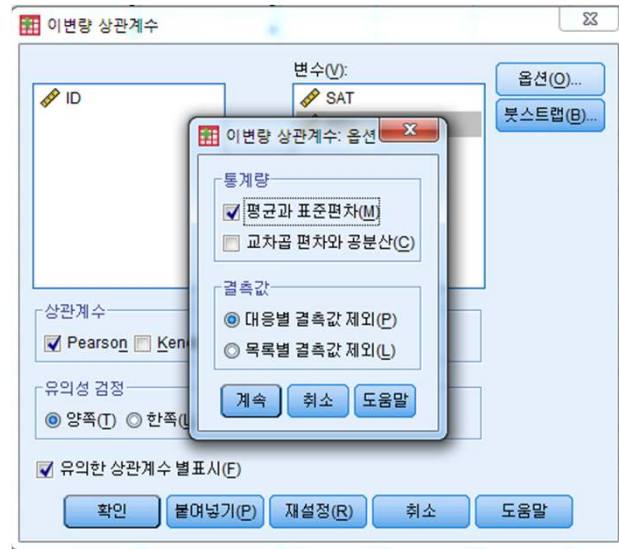 이변량 상관계수
변수(V):
ID
SAT
옵션(O)...
붓스트랩(B)...
이변량 상관계수: 옵션
통계량
평균과 표준편차(M)
교차곱 편차와 공분산(C)
결측값
대응별 결측값 제외(P)
목록별 결측값 제외(L)
계속 취소 도움말
상관계수
Pearson Ken
유의성 검정
양쪽(T) 한쪽(L
유의한 상관계수 별표시(F)
확인 붙여넣기(P) 재설정(R) 취소 도움말